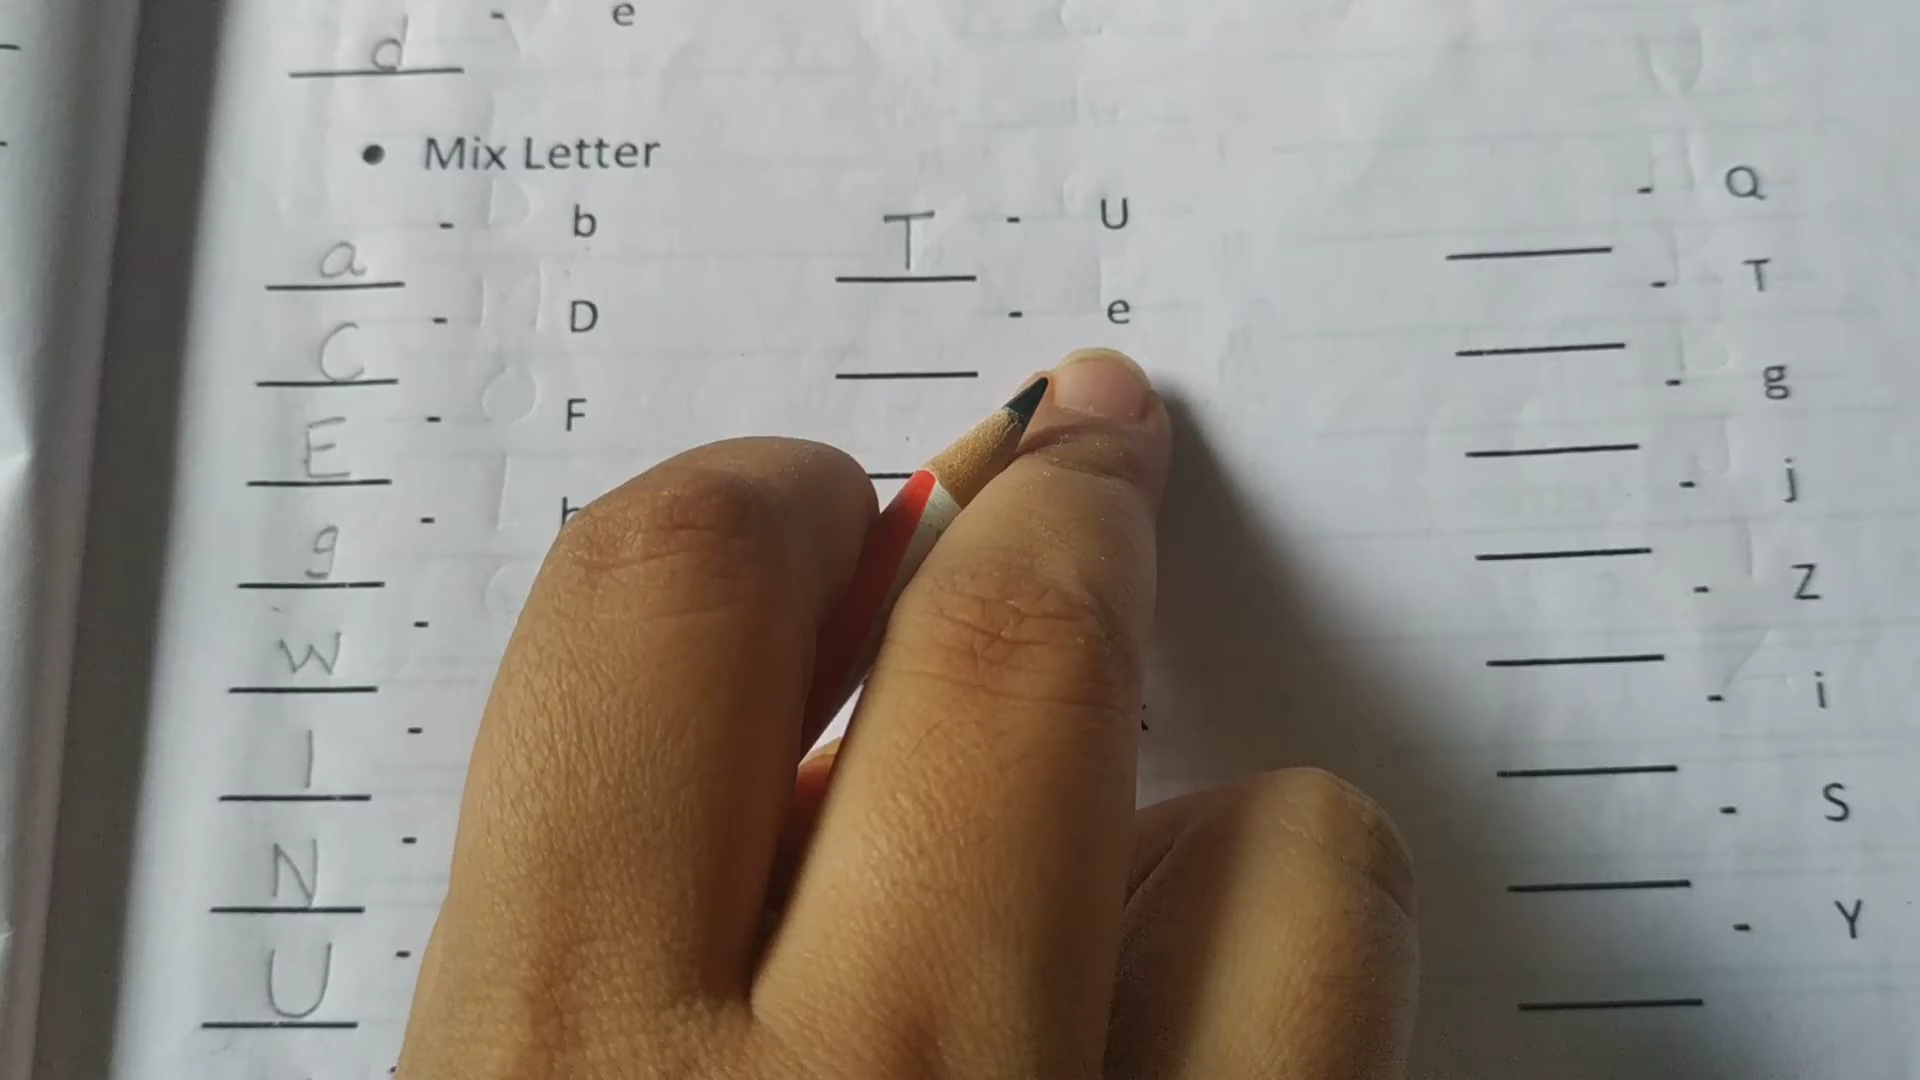 d - e
• Mix Letter
a - b
C - D
E - F
g -
W -
I -
N -
U -
T - U
- e
- Q
- T
- g
- j
- Z
- i
- S
- Y